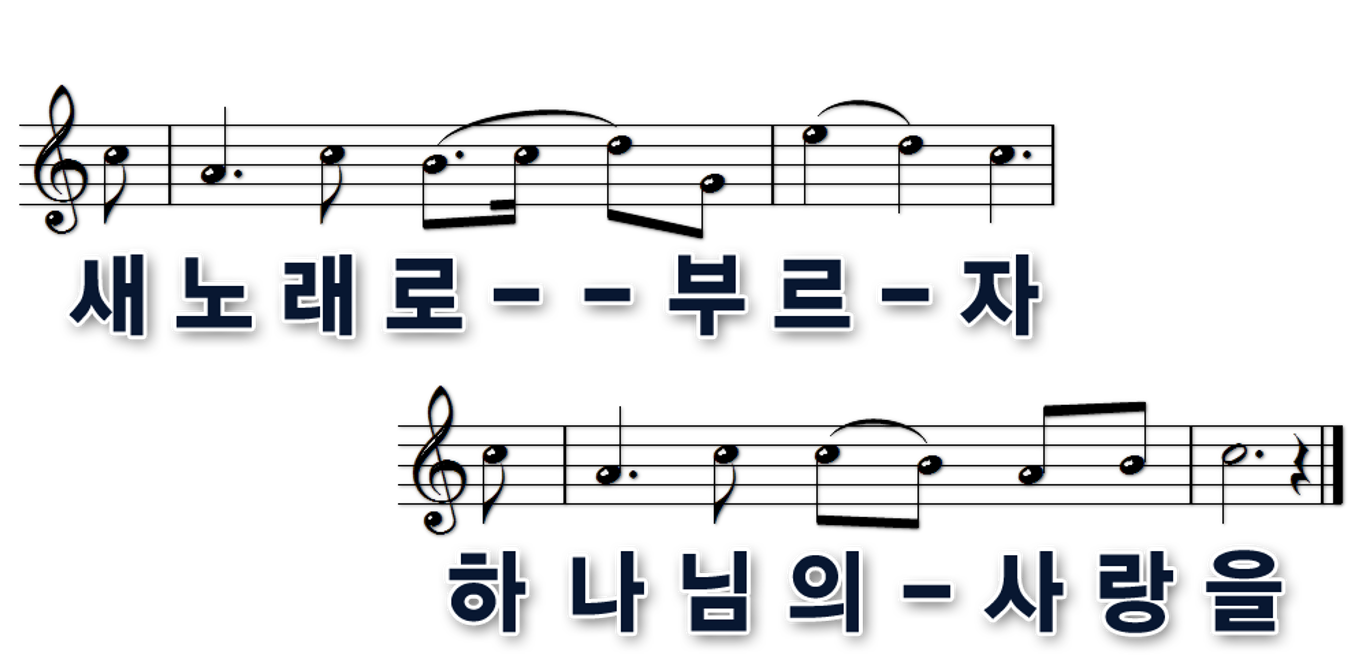 새 노 래 로 - - 부 르 - 자
하 나 님 의 - 사 랑 을